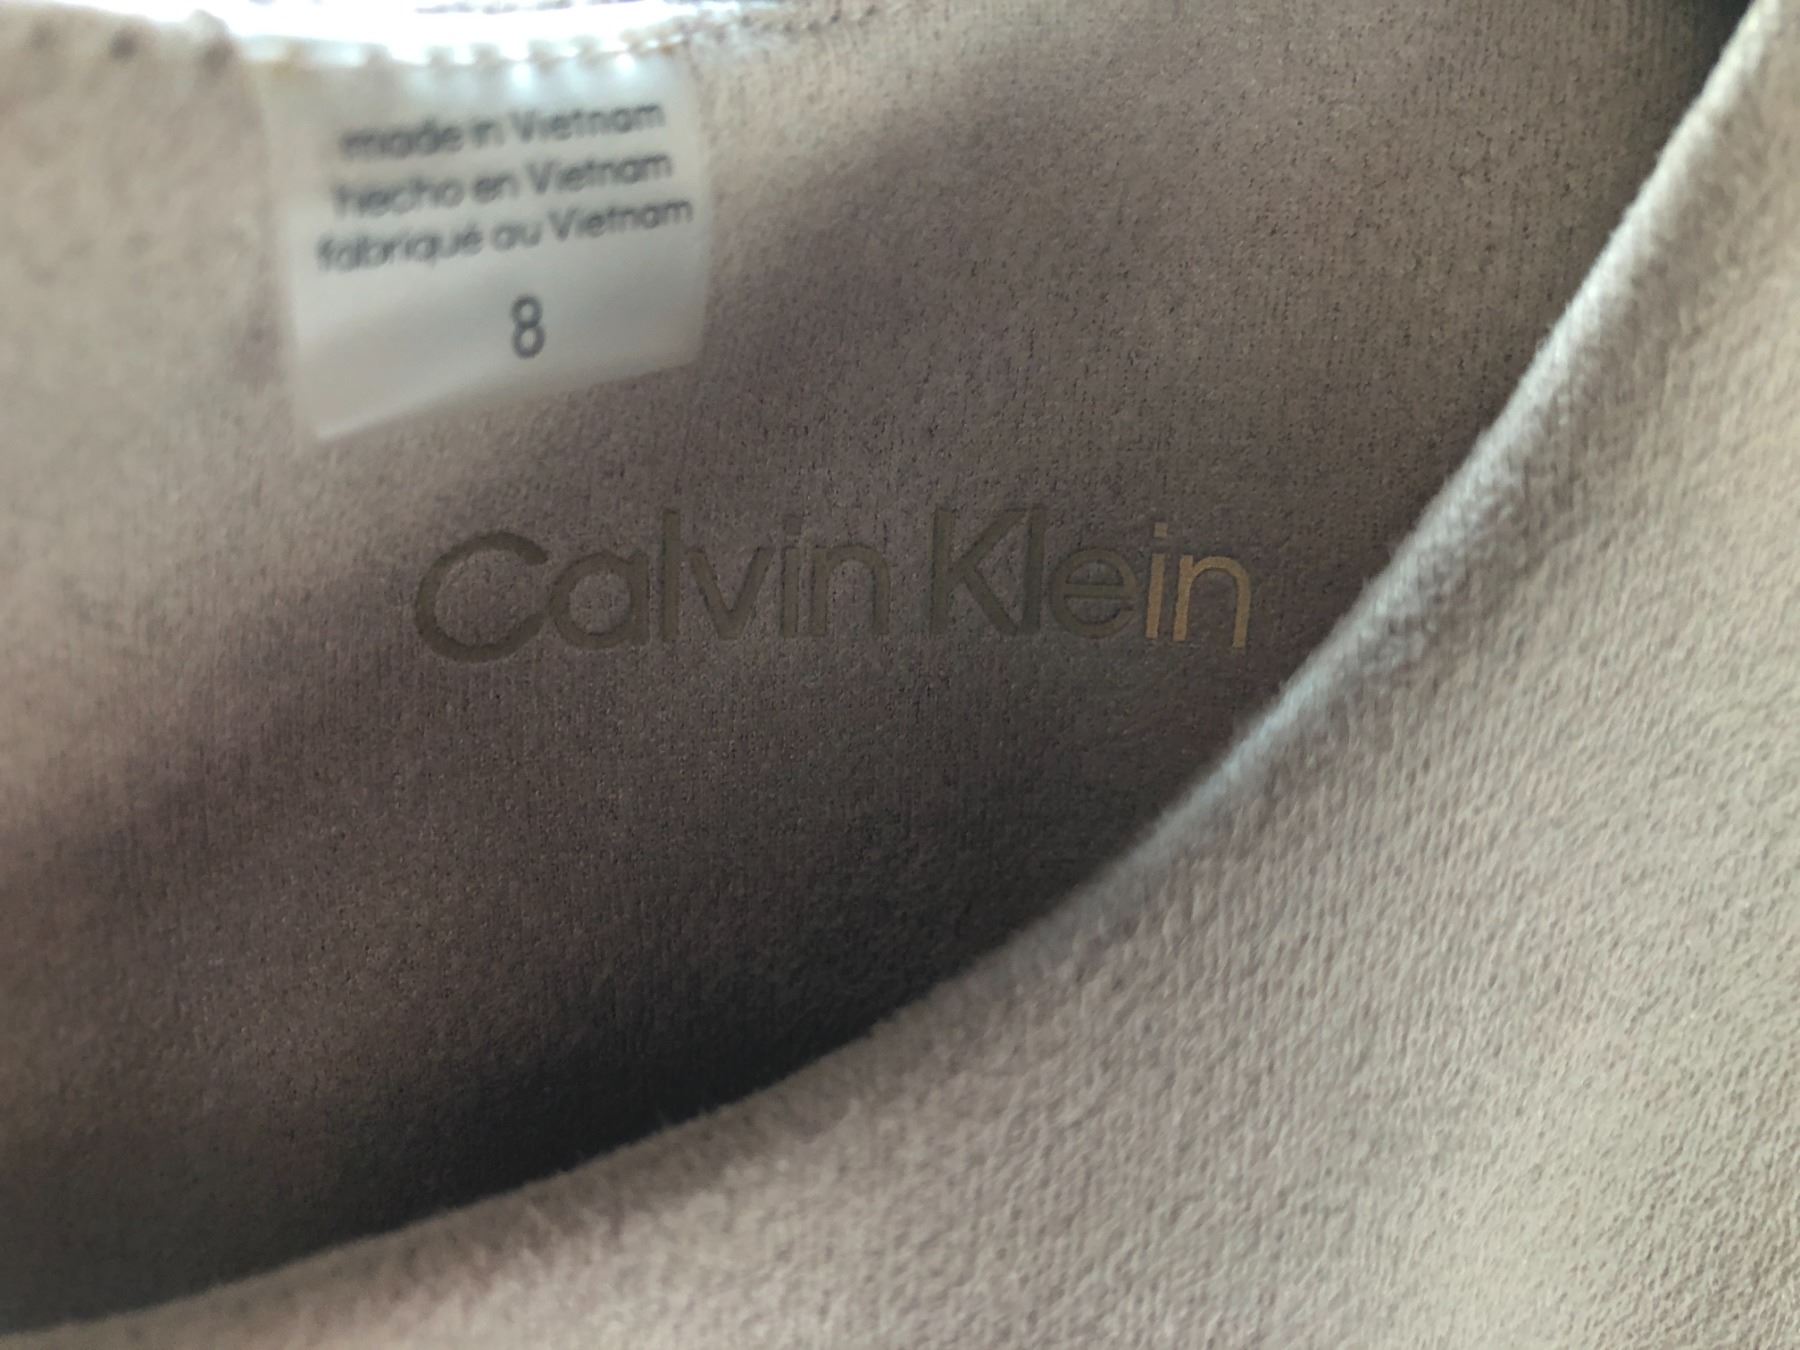 made in Vietnam
hecho en Vietnam
fabriqué au Vietnam
8
Calvin Klein